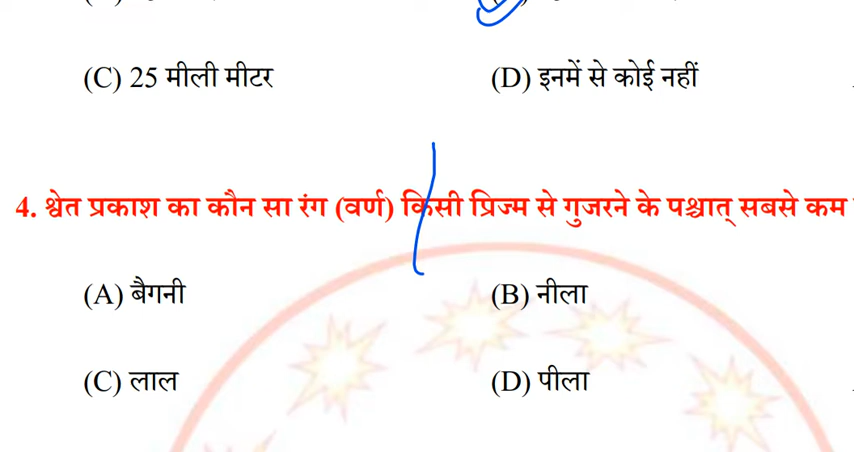 (C) 25 मीली मीटर (D) इनमें से कोई नहीं
4. श्वेत प्रकाश का कौन सा रंग (वर्ण) किसी प्रिज्म से गुजरने के पश्चात् सबसे कम
(A) बैगनी (B) नीला
(C) लाल (D) पीला